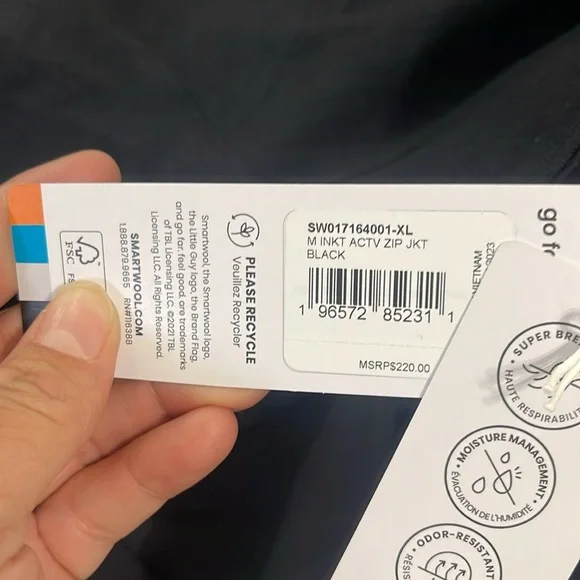 SW017164001-XL
M INKT ACTV ZIP JKT
BLACK
1 96572 85231 1
MSRP$220.00
PLEASE RECYCLE
Veuillez Recycler
Smartwool, the Smartwool logo,
the Little Guy logo, the Brand Flag,
and go far feel good. are trademarks
of TBL Licensing LLC. ©2021 TBL
Licensing LLC. All Rights Reserved.
SMARTWOOL.COM
1.888.879.9665 RN#116388
FSC
go
SUPER
HAUTE
MOISTURE MANAGEMENT
ÉVACUATION DE L'HUMIDITÉ
ODOR-RESISTANT